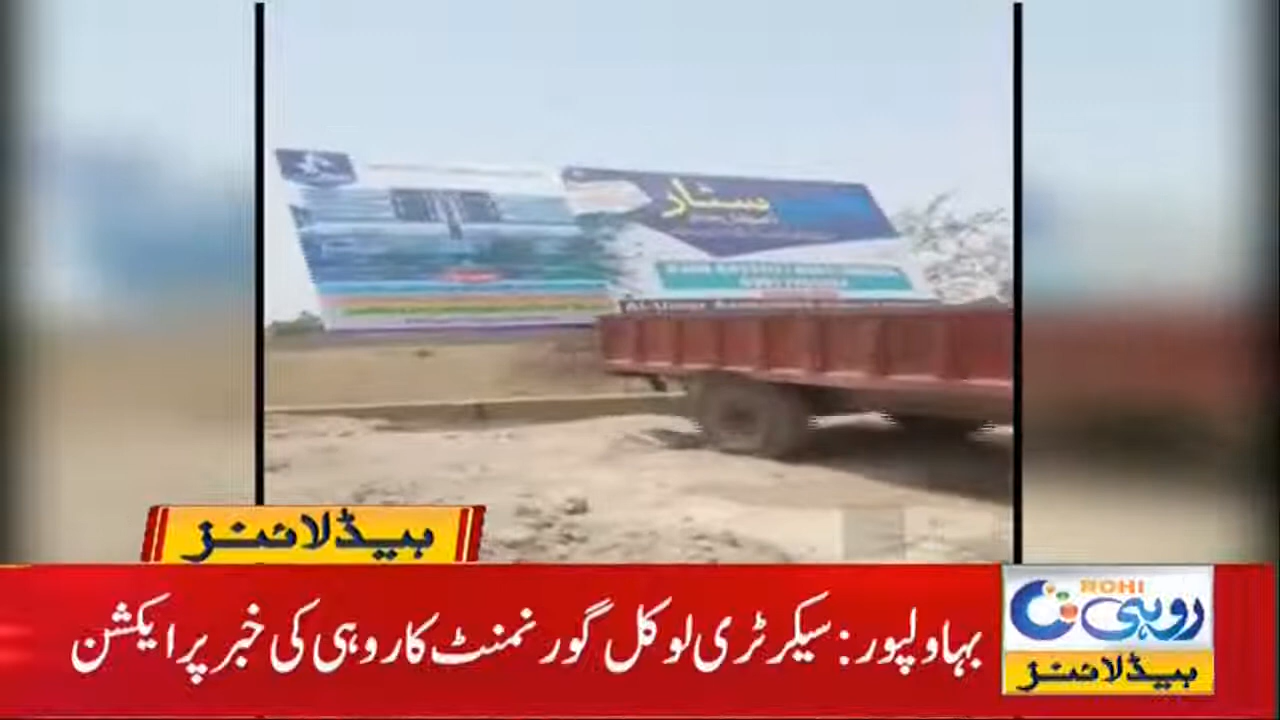 ستار
ہیڈلائنز
بہاولپور: سیکرٹری لوکل گورنمنٹ کا روہی کی خبر پر ایکشن
ROHI
روہی
ہیڈلائنز